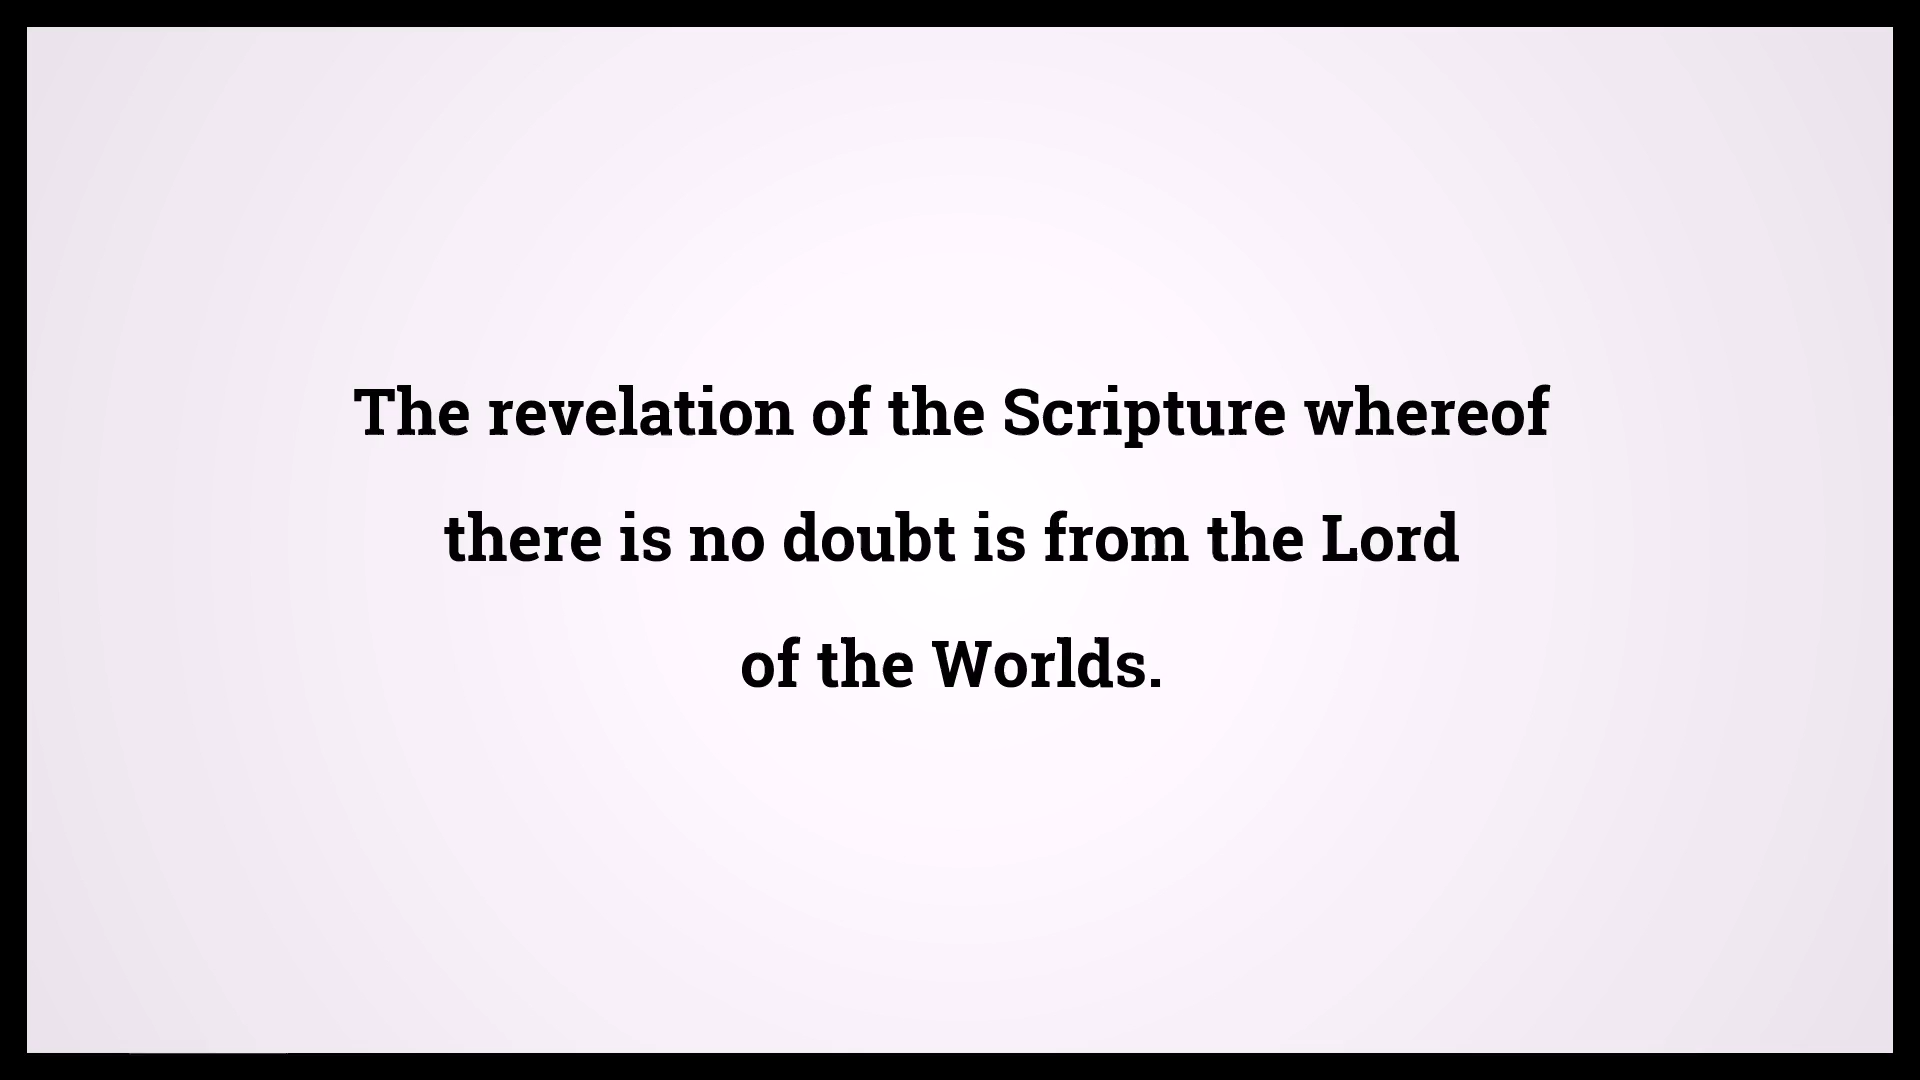 The revelation of the Scripture whereof
there is no doubt is from the Lord
of the Worlds.